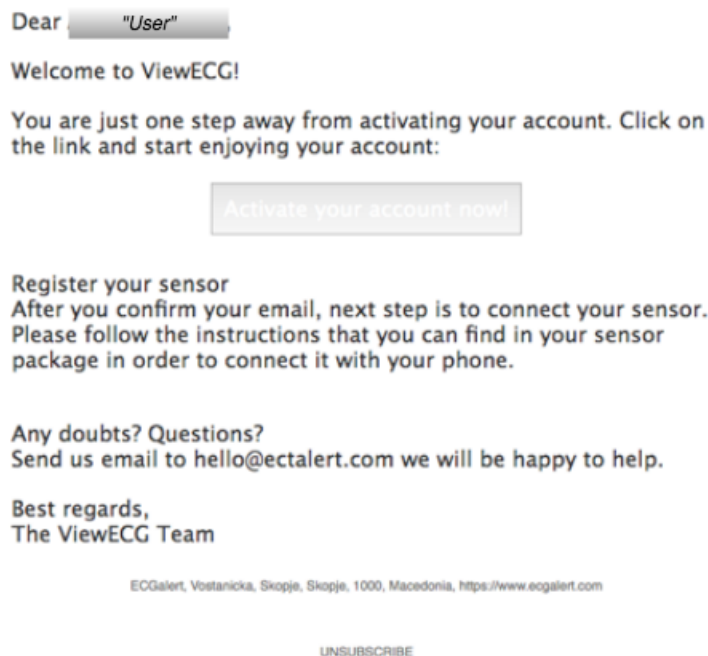 Dear "User",
Welcome to ViewECG!
You are just one step away from activating your account. Click on
the link and start enjoying your account:
Activate your account now!
Register your sensor
After you confirm your email, next step is to connect your sensor.
Please follow the instructions that you can find in your sensor
package in order to connect it with your phone.
Any doubts? Questions?
Send us email to hello@ectalert.com we will be happy to help.
Best regards,
The ViewECG Team
ECGalert, Vostanicka, Skopje, Skopje, 1000, Macedonia, https://www.ecgalert.com
UNSUBSCRIBE